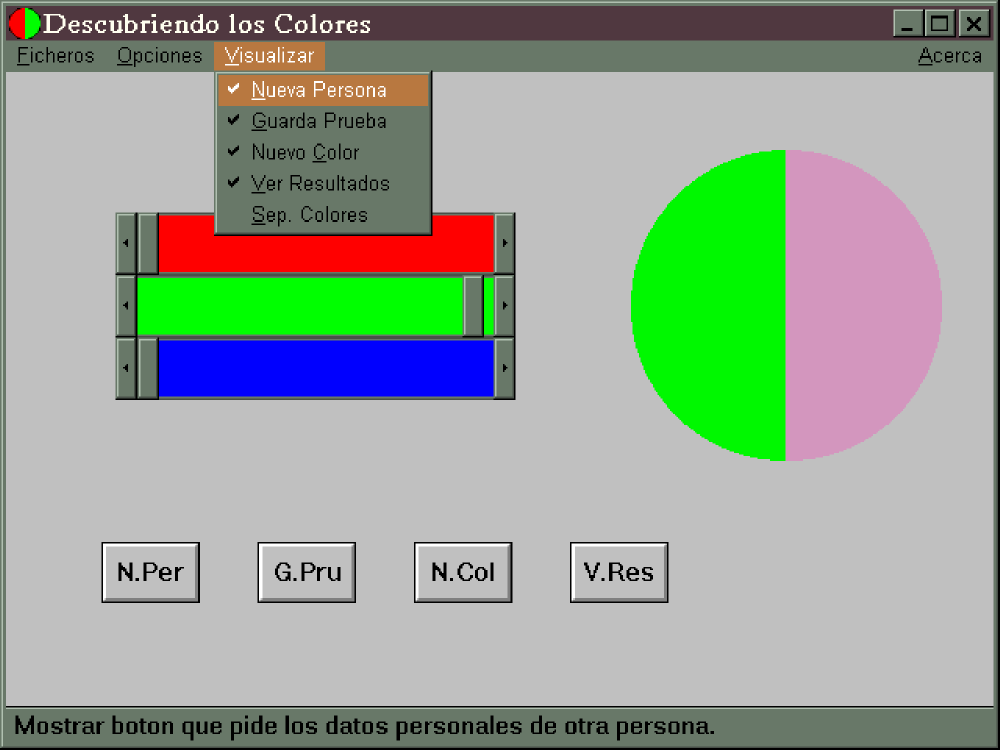 Descubriendo los Colores
Ficheros Opciones Visualizar Acerca
Nueva Persona
Guarda Prueba
Nuevo Color
Ver Resultados
Sep. Colores
N.Per G.Pru N.Col V.Res
Mostrar boton que pide los datos personales de otra persona.